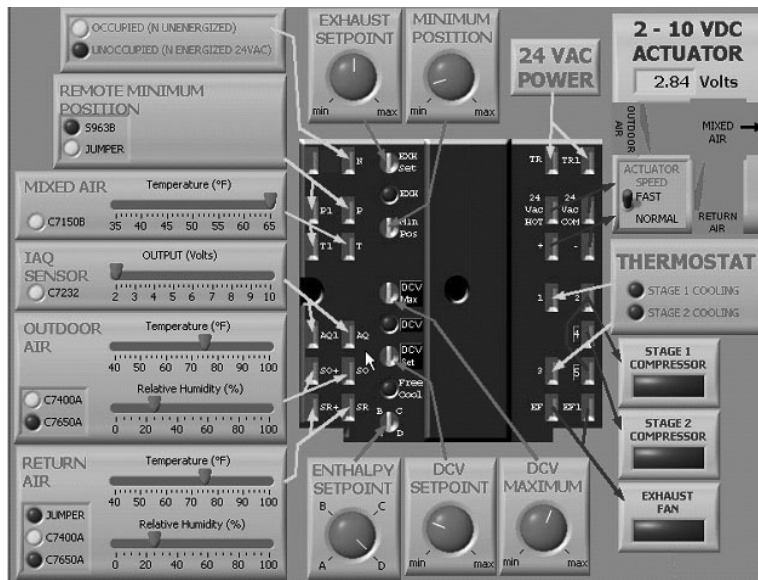 OCCUPIED (N UNENERGIZED)
UNOCCUPIED (N ENERGIZED 24VAC)
REMOTE MINIMUM
POSITION
S963B
JUMPER
MIXED AIR
Temperature (°F)
C7150B
35 40 45 50 55 60 65
IAQ
SENSOR
OUTPUT (Volts)
C7232
2 3 4 5 6 7 8 9 10
OUTDOOR
AIR
Temperature (°F)
40 50 60 70 80 90 100
Relative Humidity (%)
C7400A
C7650A
0 20 40 60 80 100
RETURN
AIR
Temperature (°F)
40 50 60 70 80 90 100
JUMPER
C7400A
C7650A
Relative Humidity (%)
0 20 40 60 80 100
EXHAUST
SETPOINT
min max
MINIMUM
POSITION
min max
24 VAC
POWER
2 - 10 VDC
ACTUATOR
2.84 Volts
OUTDOOR
AIR
MIXED
AIR
ACTUATOR
SPEED
FAST
NORMAL
RETURN
AIR
THERMOSTAT
STAGE 1 COOLING
STAGE 2 COOLING
STAGE 1
COMPRESSOR
STAGE 2
COMPRESSOR
EXHAUST
FAN
N
EXH
Set
P1 P
EXH
T1 T
Min
Pos
DCV
Max
AQ1 AQ
DCV
SO+ SO
DCV
Set
Free
Cool
SR+ SR
B C
D
TR TR1
24
Vac
HOT
24
Vac
COM
+ -
1 2
4
3 5
EF EF1
ENTHALPY
SETPOINT
B C
A D
DCV
SETPOINT
min max
DCV
MAXIMUM
min max